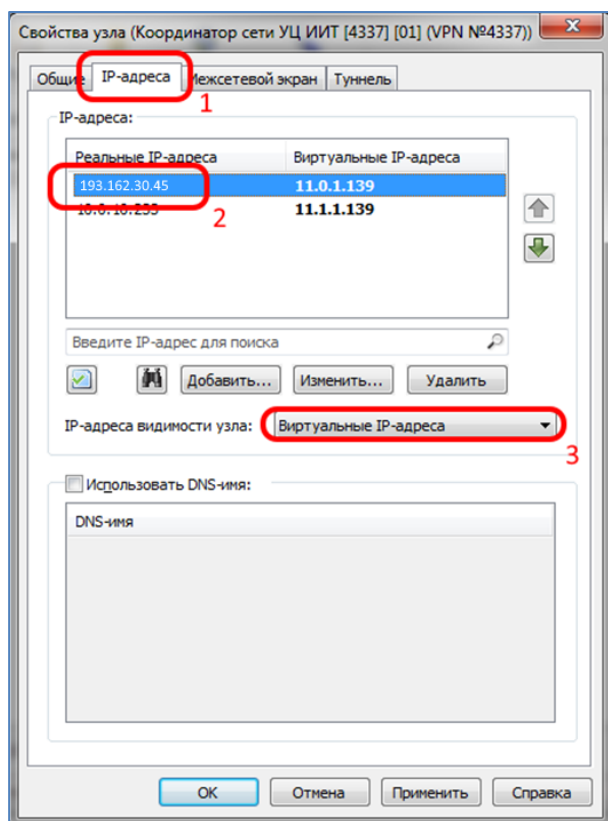 Свойства узла (Координатор сети УЦ ИИТ [4337] [01] (VPN №4337))
Общие IP-адреса Межсетевой экран Туннель
1
IP-адреса:
Реальные IP-адреса Виртуальные IP-адреса
193.162.30.45 11.0.1.139
2
11.1.1.139
Введите IP-адрес для поиска
Добавить... Изменить... Удалить
IP-адреса видимости узла: Виртуальные IP-адреса
3
Использовать DNS-имя:
DNS-имя
OK Отмена Применить Справка